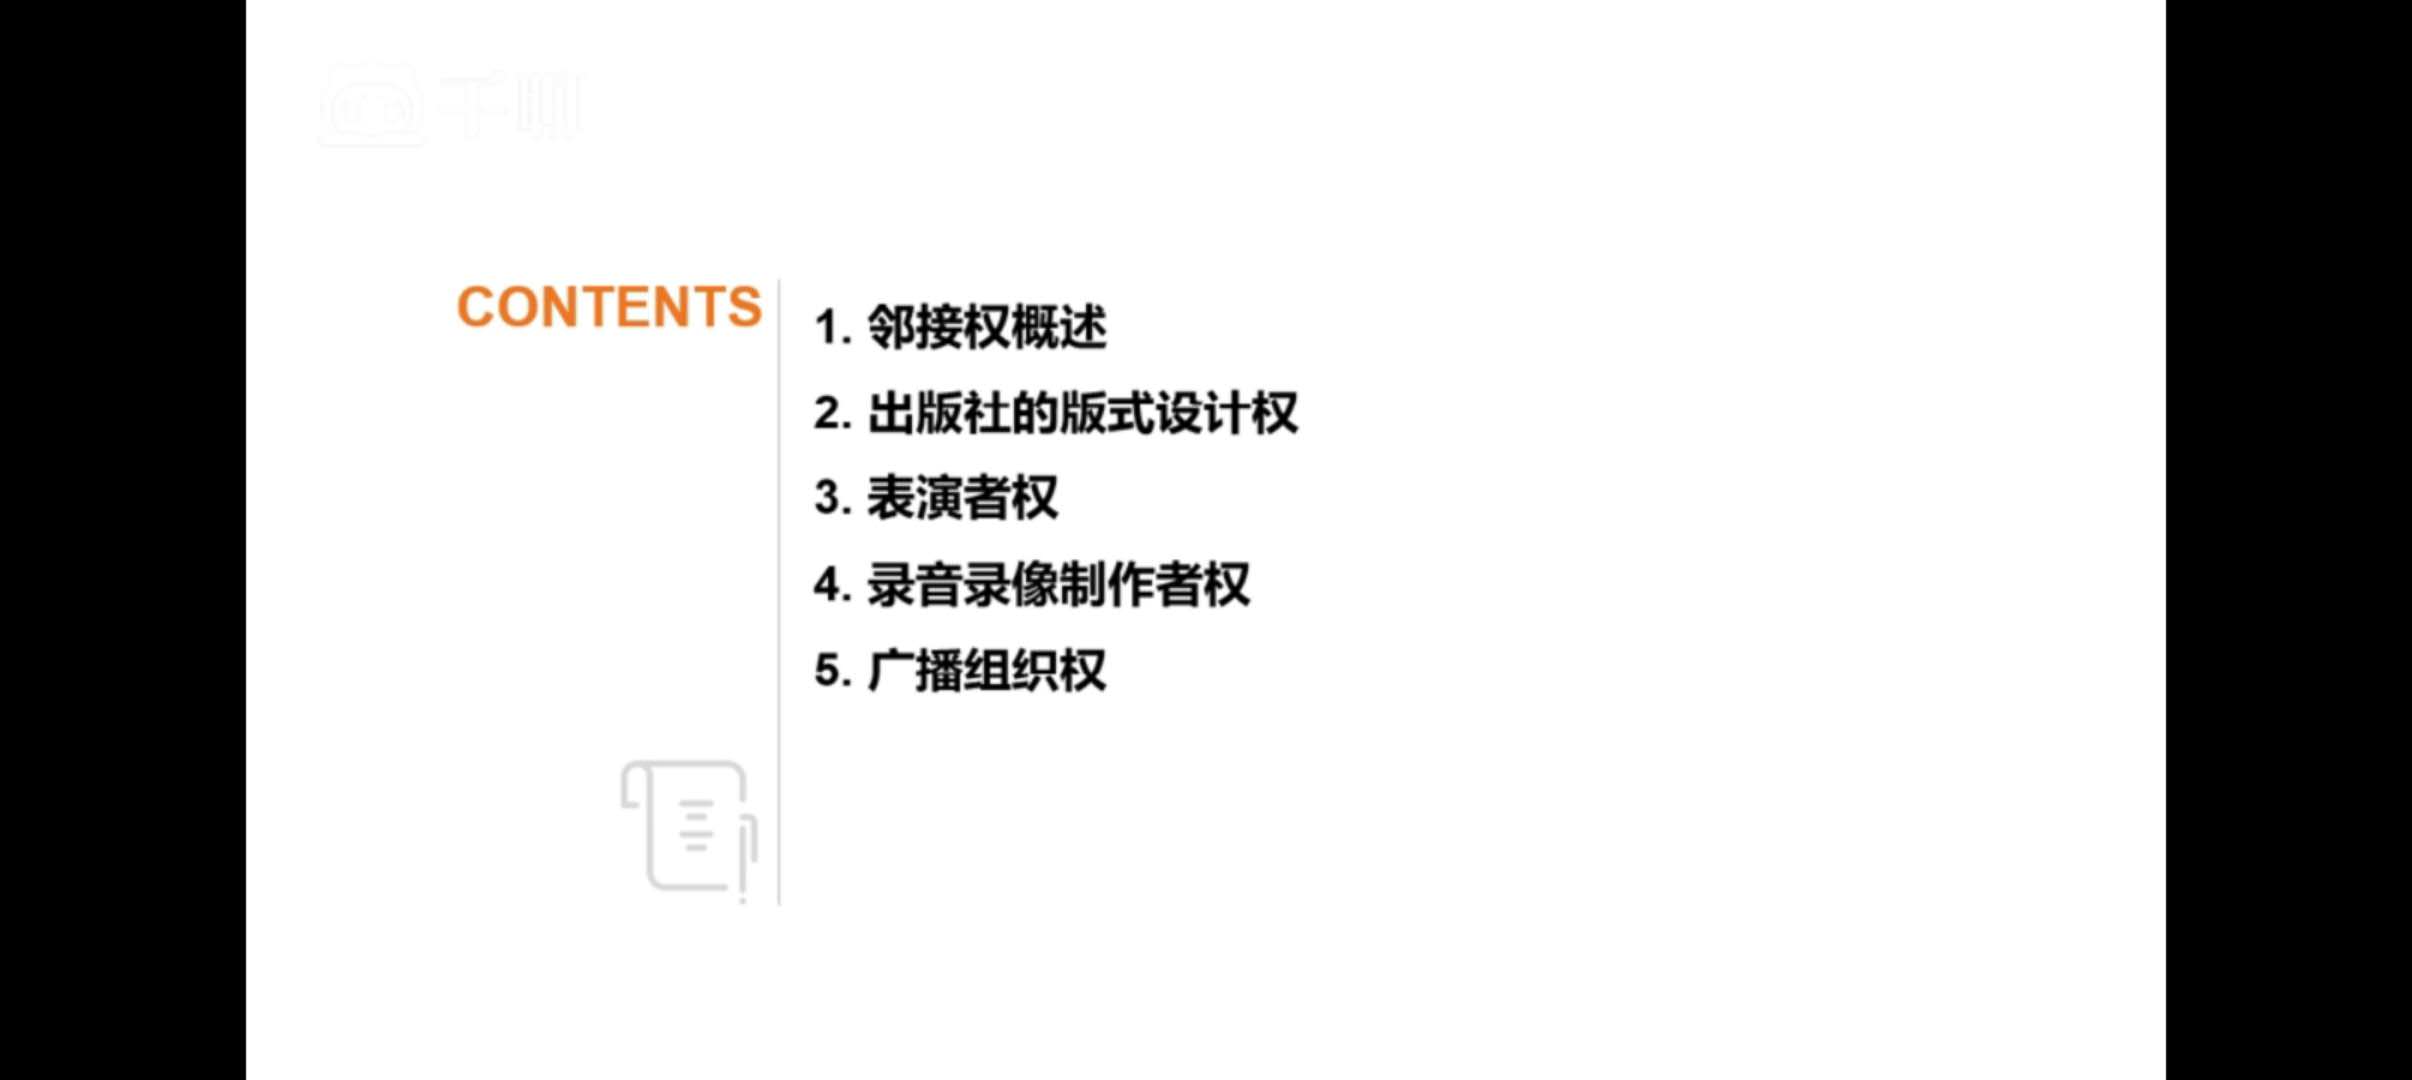 千聊
CONTENTS
1. 邻接权概述
2. 出版社的版式设计权
3. 表演者权
4. 录音录像制作者权
5. 广播组织权